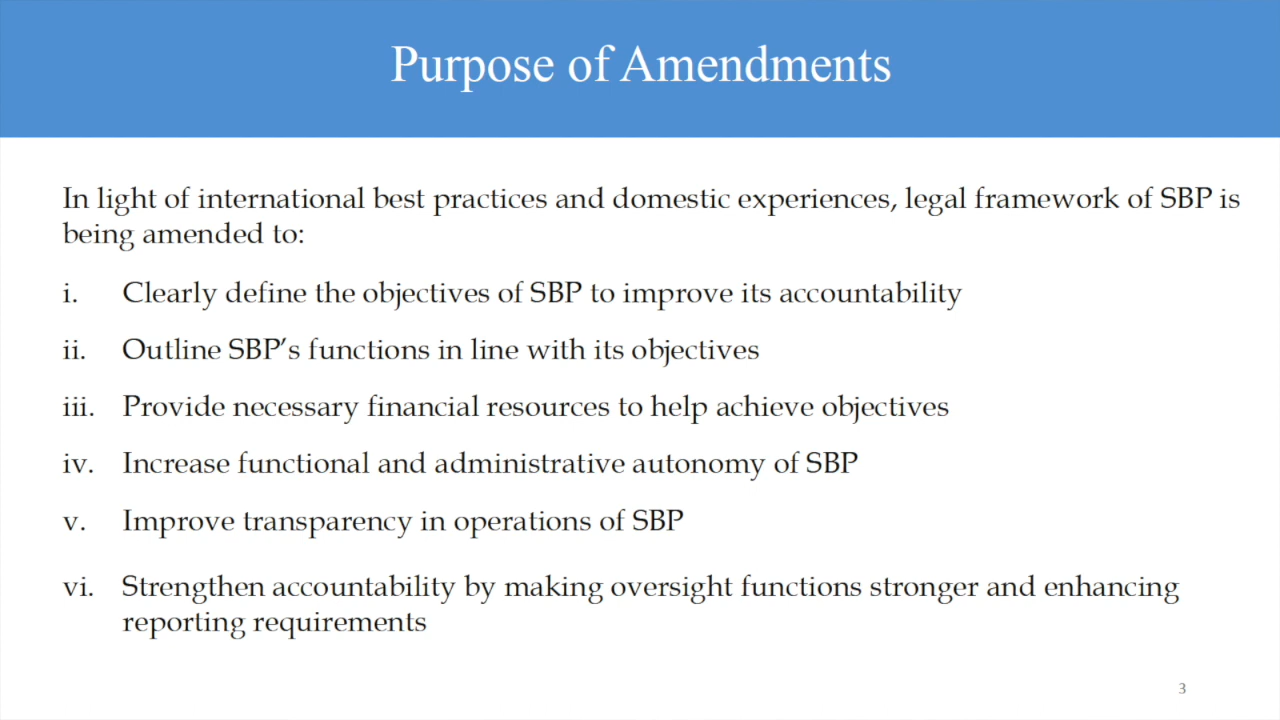 Purpose of Amendments
In light of international best practices and domestic experiences, legal framework of SBP is
being amended to:
i. Clearly define the objectives of SBP to improve its accountability
ii. Outline SBP’s functions in line with its objectives
iii. Provide necessary financial resources to help achieve objectives
iv. Increase functional and administrative autonomy of SBP
v. Improve transparency in operations of SBP
vi. Strengthen accountability by making oversight functions stronger and enhancing
reporting requirements
3